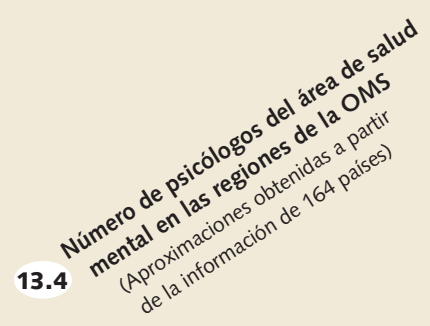 13.4
Número de psicólogos del área de salud
mental en las regiones de la OMS
(Aproximaciones obtenidas a partir
de la información de 164 países)